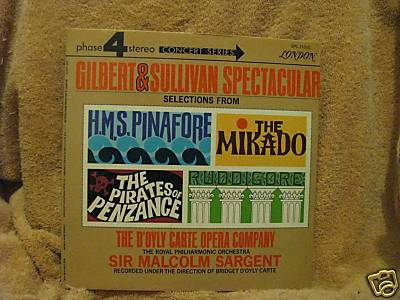 phase 4 stereo CONCERT SERIES
LONDON
GILBERT & SULLIVAN SPECTACULAR
SELECTIONS FROM
H.M.S. PINAFORE
THE MIKADO
THE PIRATES OF PENZANCE
RUDDIGORE
THE D'OYLY CARTE OPERA COMPANY
THE ROYAL PHILHARMONIC ORCHESTRA
SIR MALCOLM SARGENT
RECORDED UNDER THE DIRECTION OF BRIDGET D'OYLY CARTE